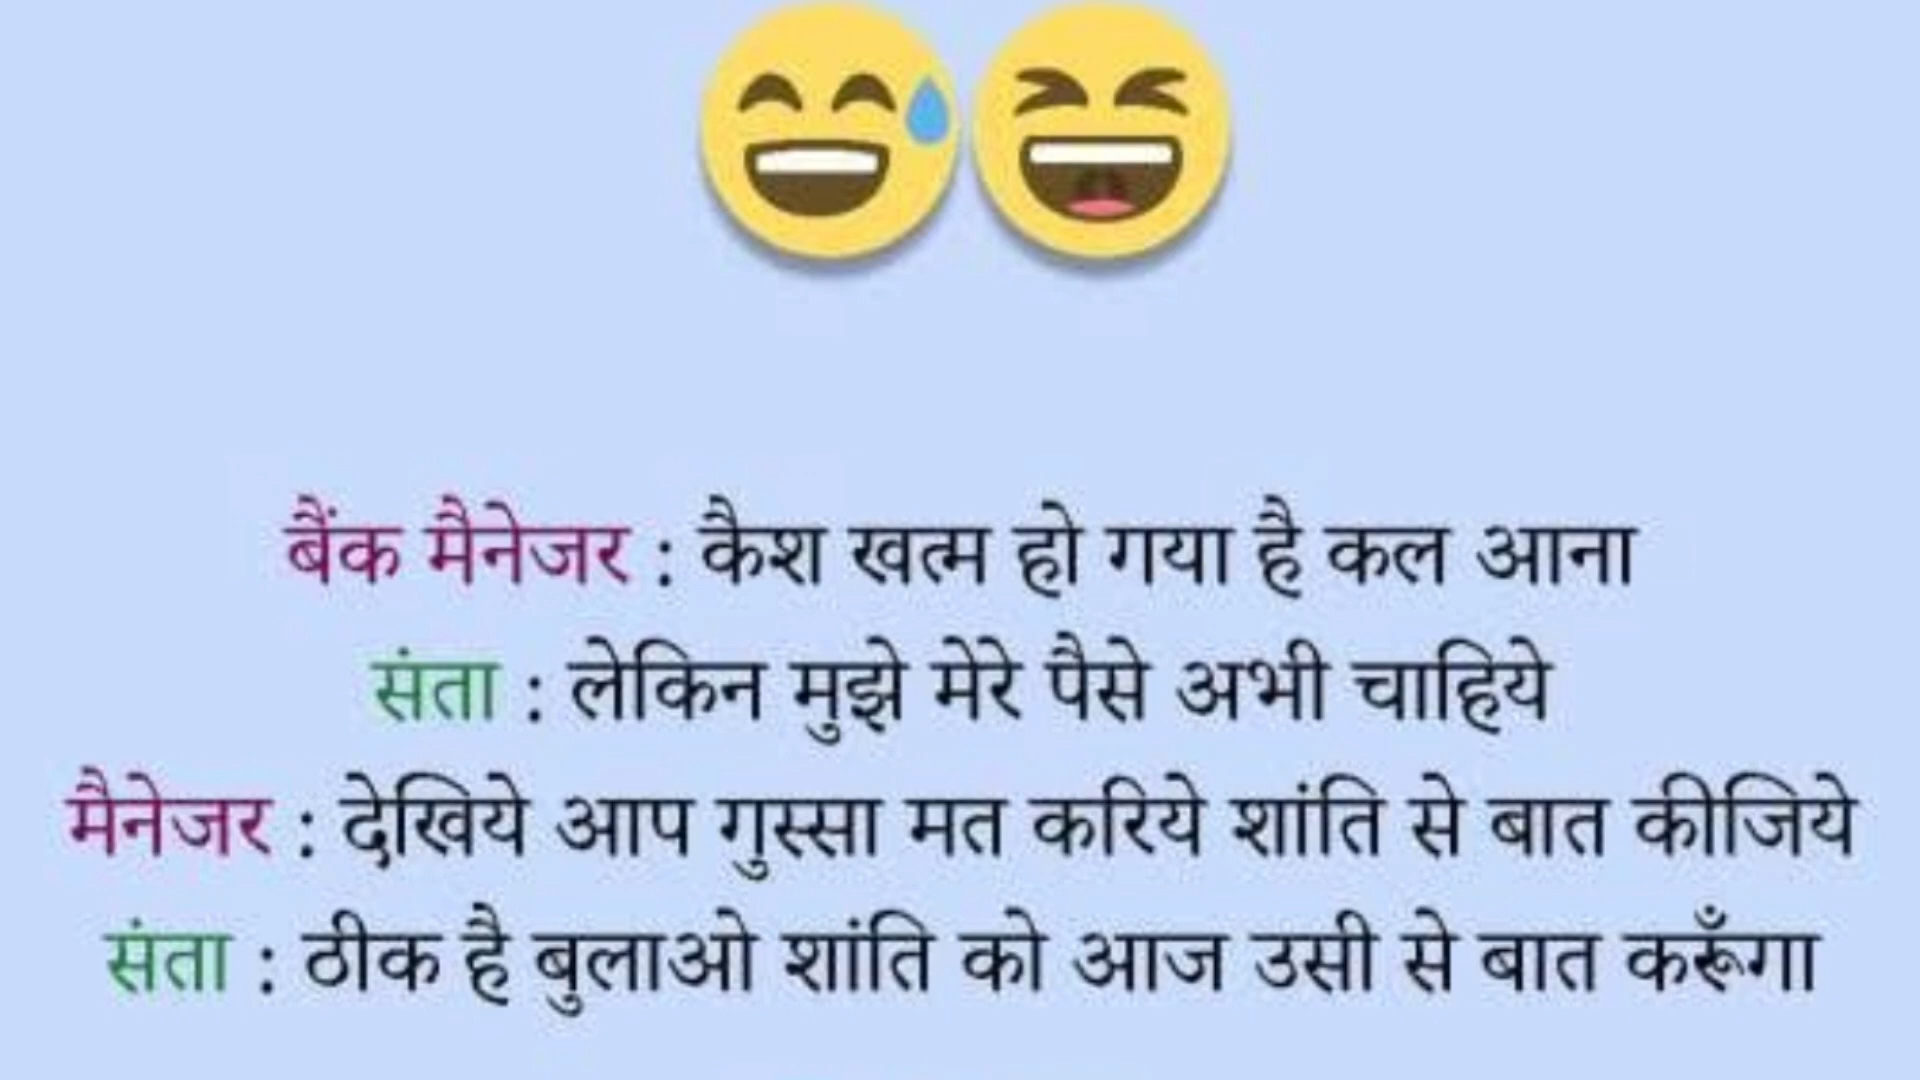 बैंक मैनेजर : कैश खत्म हो गया है कल आना
संता : लेकिन मुझे मेरे पैसे अभी चाहिये
मैनेजर : देखिये आप गुस्सा मत करिये शांति से बात कीजिये
संता : ठीक है बुलाओ शांति को आज उसी से बात करूँगा